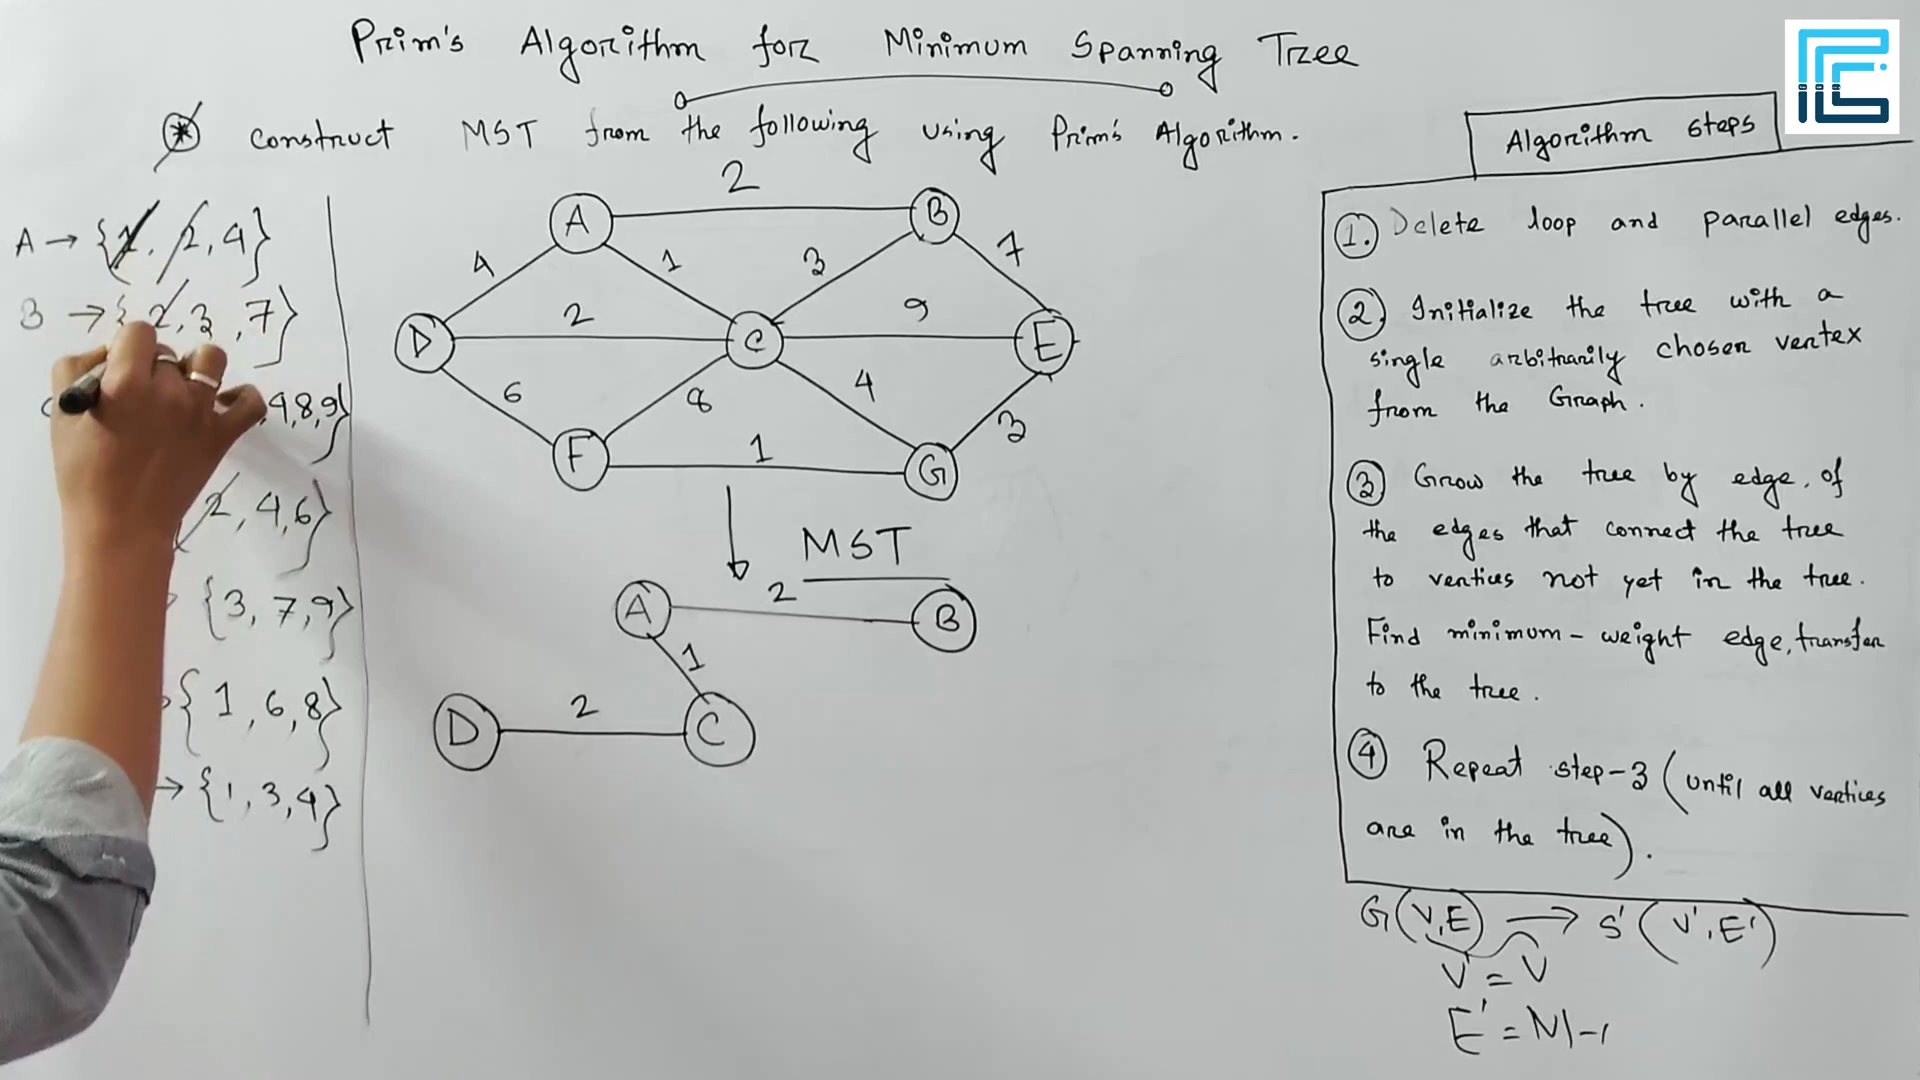 Prim's Algorithm for Minimum Spanning Tree
* Construct MST from the following using Prim's Algorithm.
A → {1, 2, 4}
B → {2, 3, 7}
4, 8, 9}
2, 4, 6}
{3, 7, 9}
{1, 6, 8}
→ {1, 3, 4}
2
A B
4 1 3 7
2 9
D C E
6 8 4 3
1
F G
MST
2
A B
1
2
D C
Algorithm steps
1. Delete loop and parallel edges.
2. Initialize the tree with a
single arbitrarily chosen vertex
from the Graph.
3 Grow the tree by edge, of
the edges that connect the tree
to vertices not yet in the tree.
Find minimum-weight edge, transfer
to the tree.
4 Repeat step-3 (until all vertices
are in the tree).
G(V,E) → S'(V',E')
V' = V
E' = |V|-1